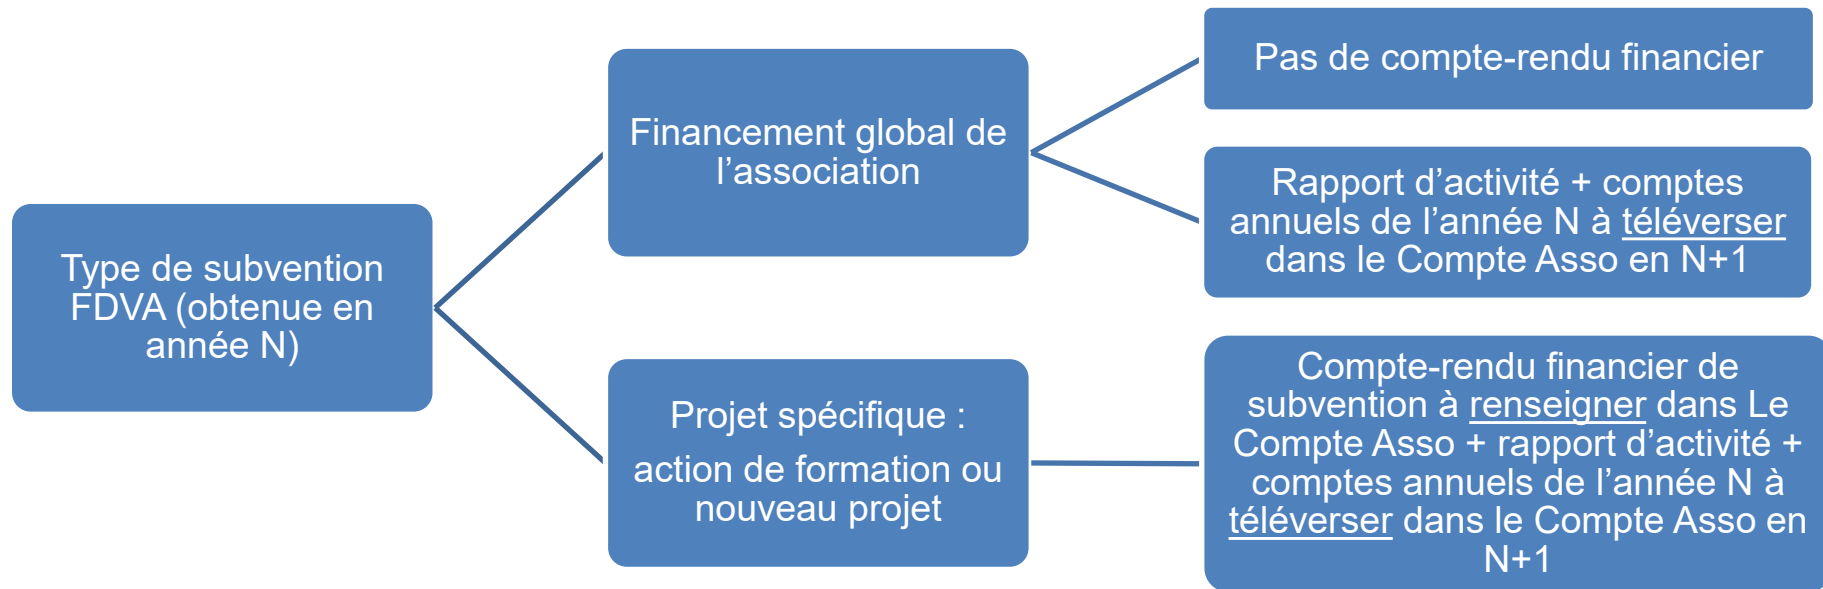 Type de subvention
FDVA (obtenue en
année N)
Financement global de
l’association
Pas de compte-rendu financier
Rapport d’activité + comptes
annuels de l’année N à téléverser
dans le Compte Asso en N+1
Projet spécifique :
action de formation ou
nouveau projet
Compte-rendu financier de
subvention à renseigner dans Le
Compte Asso + rapport d’activité +
comptes annuels de l’année N à
téléverser dans le Compte Asso en
N+1